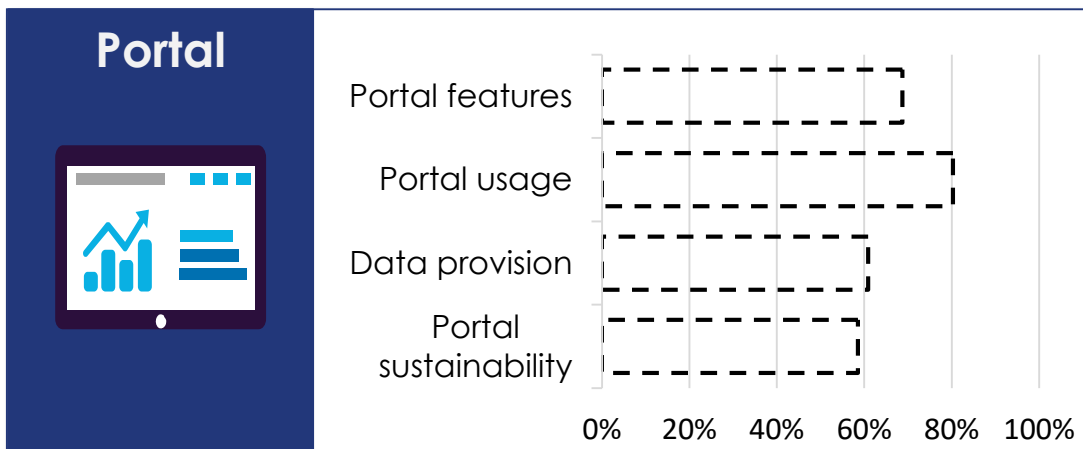 Portal
Portal features
Portal usage
Data provision
Portal
sustainability
0% 20% 40% 60% 80% 100%